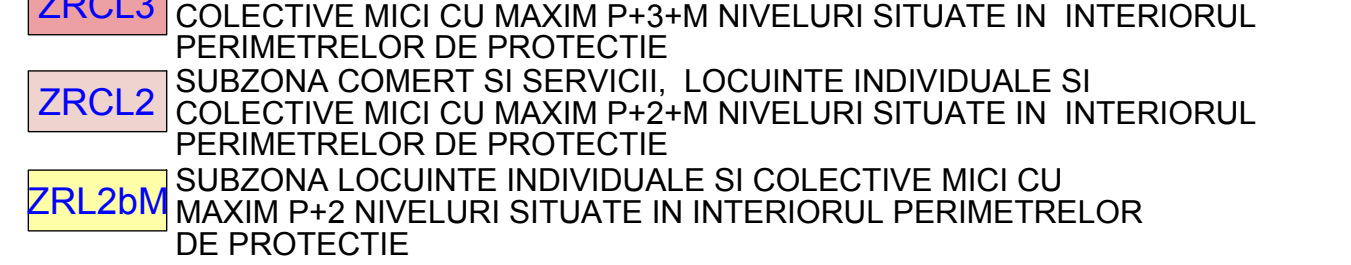 ZRCL3 COLECTIVE MICI CU MAXIM P+3+M NIVELURI SITUATE IN INTERIORUL
PERIMETRELOR DE PROTECTIE
SUBZONA COMERT SI SERVICII, LOCUINTE INDIVIDUALE SI
ZRCL2 COLECTIVE MICI CU MAXIM P+2+M NIVELURI SITUATE IN INTERIORUL
PERIMETRELOR DE PROTECTIE
SUBZONA LOCUINTE INDIVIDUALE SI COLECTIVE MICI CU
ZRL2bM MAXIM P+2 NIVELURI SITUATE IN INTERIORUL PERIMETRELOR
DE PROTECTIE